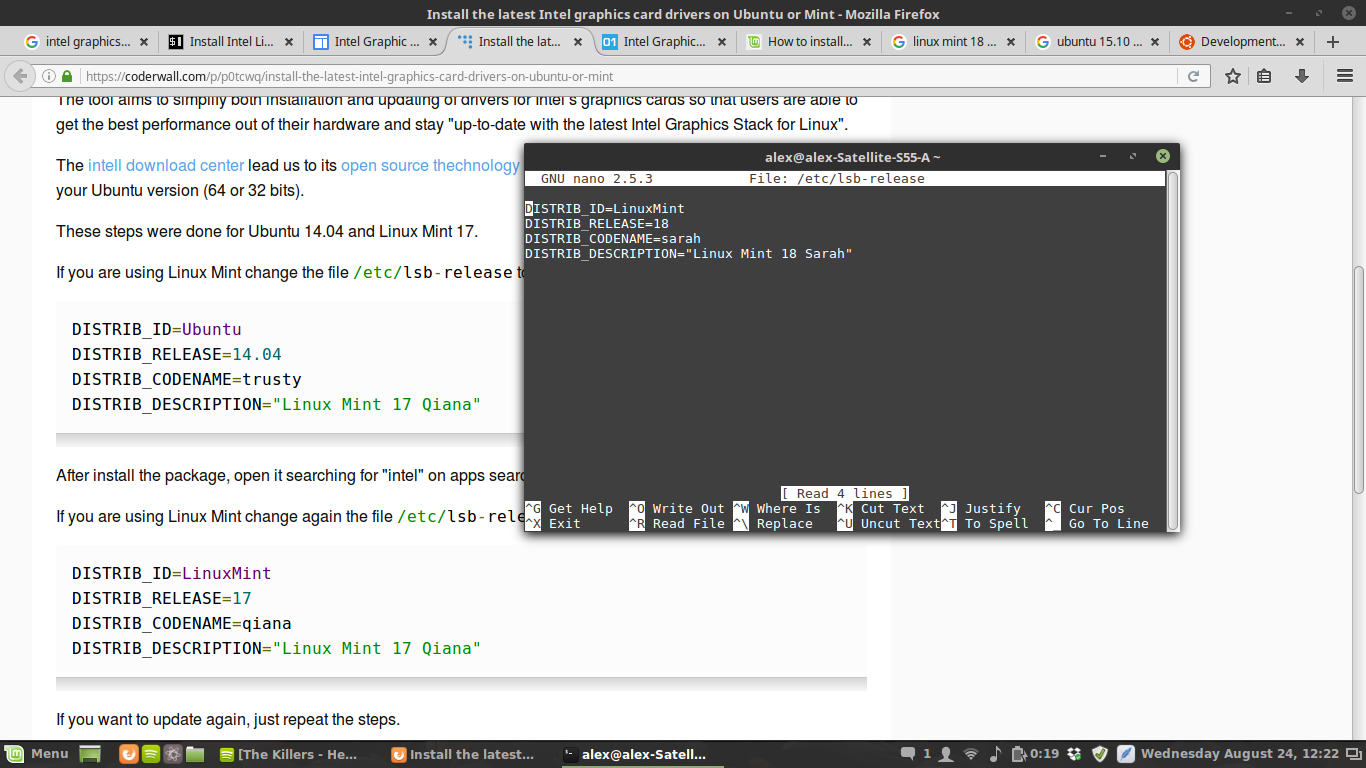 Install the latest Intel graphics card drivers on Ubuntu or Mint - Mozilla Firefox
intel graphics... Install Intel Li... Intel Graphic ... Install the lat... Intel Graphic... How to install... linux mint 18 ... ubuntu 15.10 ... Development...
https://coderwall.com/p/p0tcwq/install-the-latest-intel-graphics-card-drivers-on-ubuntu-or-mint
The tool aims to simplify both installation and updating of drivers for Intel's graphics cards so that users are able to
get the best performance out of their hardware and stay "up-to-date with the latest Intel Graphics Stack for Linux".
The intell download center lead us to its open source thechnology
your Ubuntu version (64 or 32 bits).
These steps were done for Ubuntu 14.04 and Linux Mint 17.
If you are using Linux Mint change the file /etc/lsb-release to
DISTRIB_ID=Ubuntu
DISTRIB_RELEASE=14.04
DISTRIB_CODENAME=trusty
DISTRIB_DESCRIPTION="Linux Mint 17 Qiana"
After install the package, open it searching for "intel" on apps sear
If you are using Linux Mint change again the file /etc/lsb-rele
DISTRIB_ID=LinuxMint
DISTRIB_RELEASE=17
DISTRIB_CODENAME=qiana
DISTRIB_DESCRIPTION="Linux Mint 17 Qiana"
If you want to update again, just repeat the steps.
alex@alex-Satellite-S55-A ~
GNU nano 2.5.3 File: /etc/lsb-release
DISTRIB_ID=LinuxMint
DISTRIB_RELEASE=18
DISTRIB_CODENAME=sarah
DISTRIB_DESCRIPTION="Linux Mint 18 Sarah"
[ Read 4 lines ]
^G Get Help ^O Write Out ^W Where Is ^K Cut Text ^J Justify ^C Cur Pos
^X Exit ^R Read File ^\ Replace ^U Uncut Text ^T To Spell ^_ Go To Line
Menu [The Killers - He... Install the latest... alex@alex-Satell... 1 0:19 Wednesday August 24, 12:22